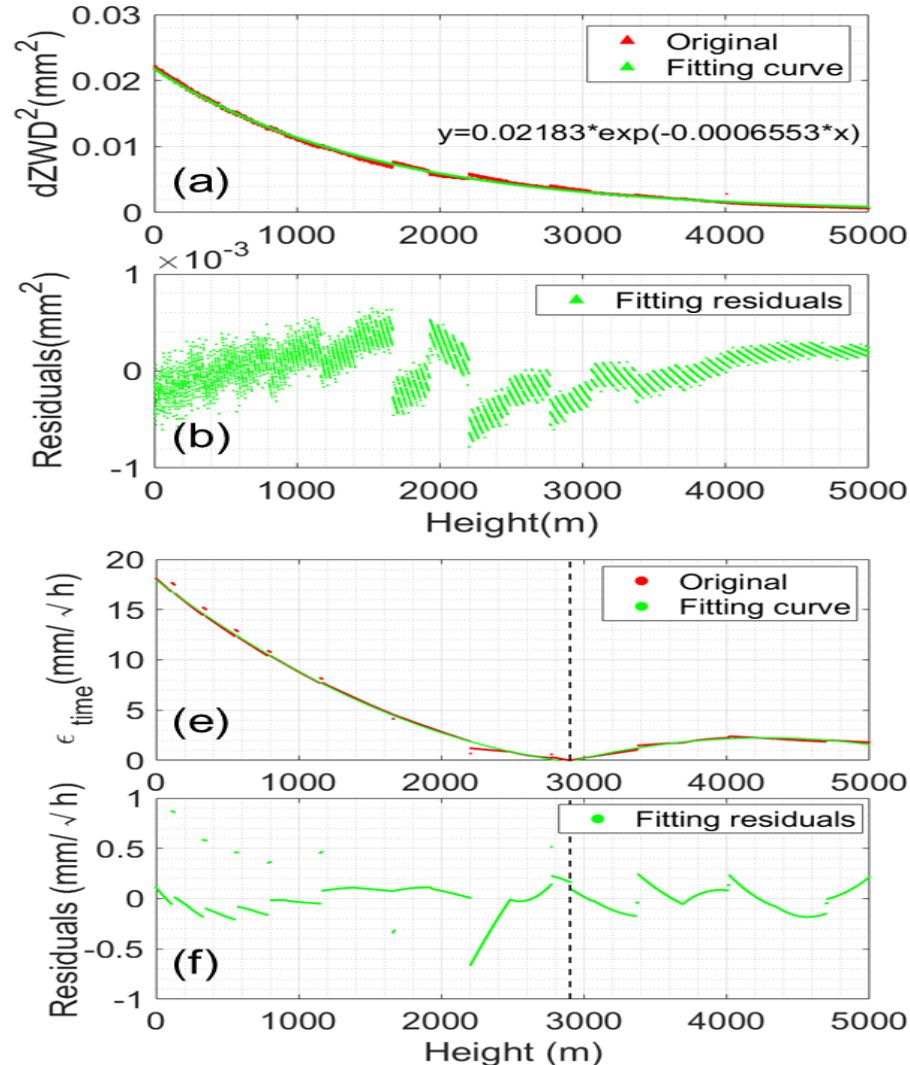 0.03
0.02
0.01
0
dZWD²(mm²)
Original
Fitting curve
y=0.02183*exp(-0.0006553*x)
(a)
0 1000 2000 3000 4000 5000
×10⁻³
1
0
-1
Residuals(mm²)
Fitting residuals
(b)
0 1000 2000 3000 4000 5000
Height(m)
20
15
10
5
0
ϵ time(mm/√h)
Original
Fitting curve
(e)
0 1000 2000 3000 4000 5000
1
0.5
0
-0.5
-1
Residuals (mm/√h)
Fitting residuals
(f)
0 1000 2000 3000 4000 5000
Height (m)